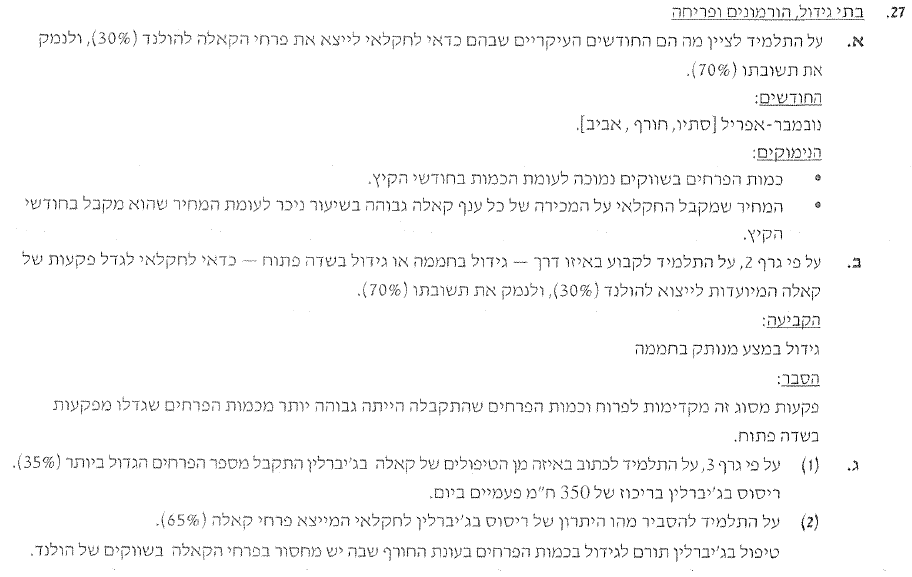 27. בתי גידול, הורמונים ופריחה
א. על התלמיד לציין מה הם החודשים העיקריים שבהם כדאי לחקלאי לייצא את פרחי הקאלה להולנד (30%), ולנמק
את תשובתו (70%).
החודשים:
נובמבר-אפריל [סתיו, חורף, אביב].
הנימוקים:
• כמות הפרחים בשווקים נמוכה לעומת הכמות בחודשי הקיץ.
• המחיר שמקבל החקלאי על המכירה של כל ענף קאלה גבוהה בשיעור ניכר לעומת המחיר שהוא מקבל בחודשי
הקיץ.
ב. על פי גרף 2, על התלמיד לקבוע באיזו דרך – גידול בחממה או גידול בשדה פתוח – כדאי לחקלאי לגדל פקעות של
קאלה המיועדות לייצוא להולנד (30%), ולנמק את תשובתו (70%).
הקביעה:
גידול במצע מנותק בחממה
הסבר:
פקעות מסוג זה מקדימות לפרוח וכמות הפרחים שהתקבלה הייתה גבוהה יותר מכמות הפרחים שגדלו מפקעות
בשדה פתוח.
ג. (1) על פי גרף 3, על התלמיד לכתוב באיזה מן הטיפולים של קאלה בג'יברלין התקבל מספר הפרחים הגדול ביותר (35%).
ריסוס בג'יברלין בריכוז של 350 ח"מ פעמיים ביום.
(2) על התלמיד להסביר מהו היתרון של ריסוס בג'יברלין לחקלאי המייצא פרחי קאלה (65%).
טיפול בג'יברלין תורם לגידול בכמות הפרחים בעונת החורף שבה יש מחסור בפרחי הקאלה בשווקים של הולנד.